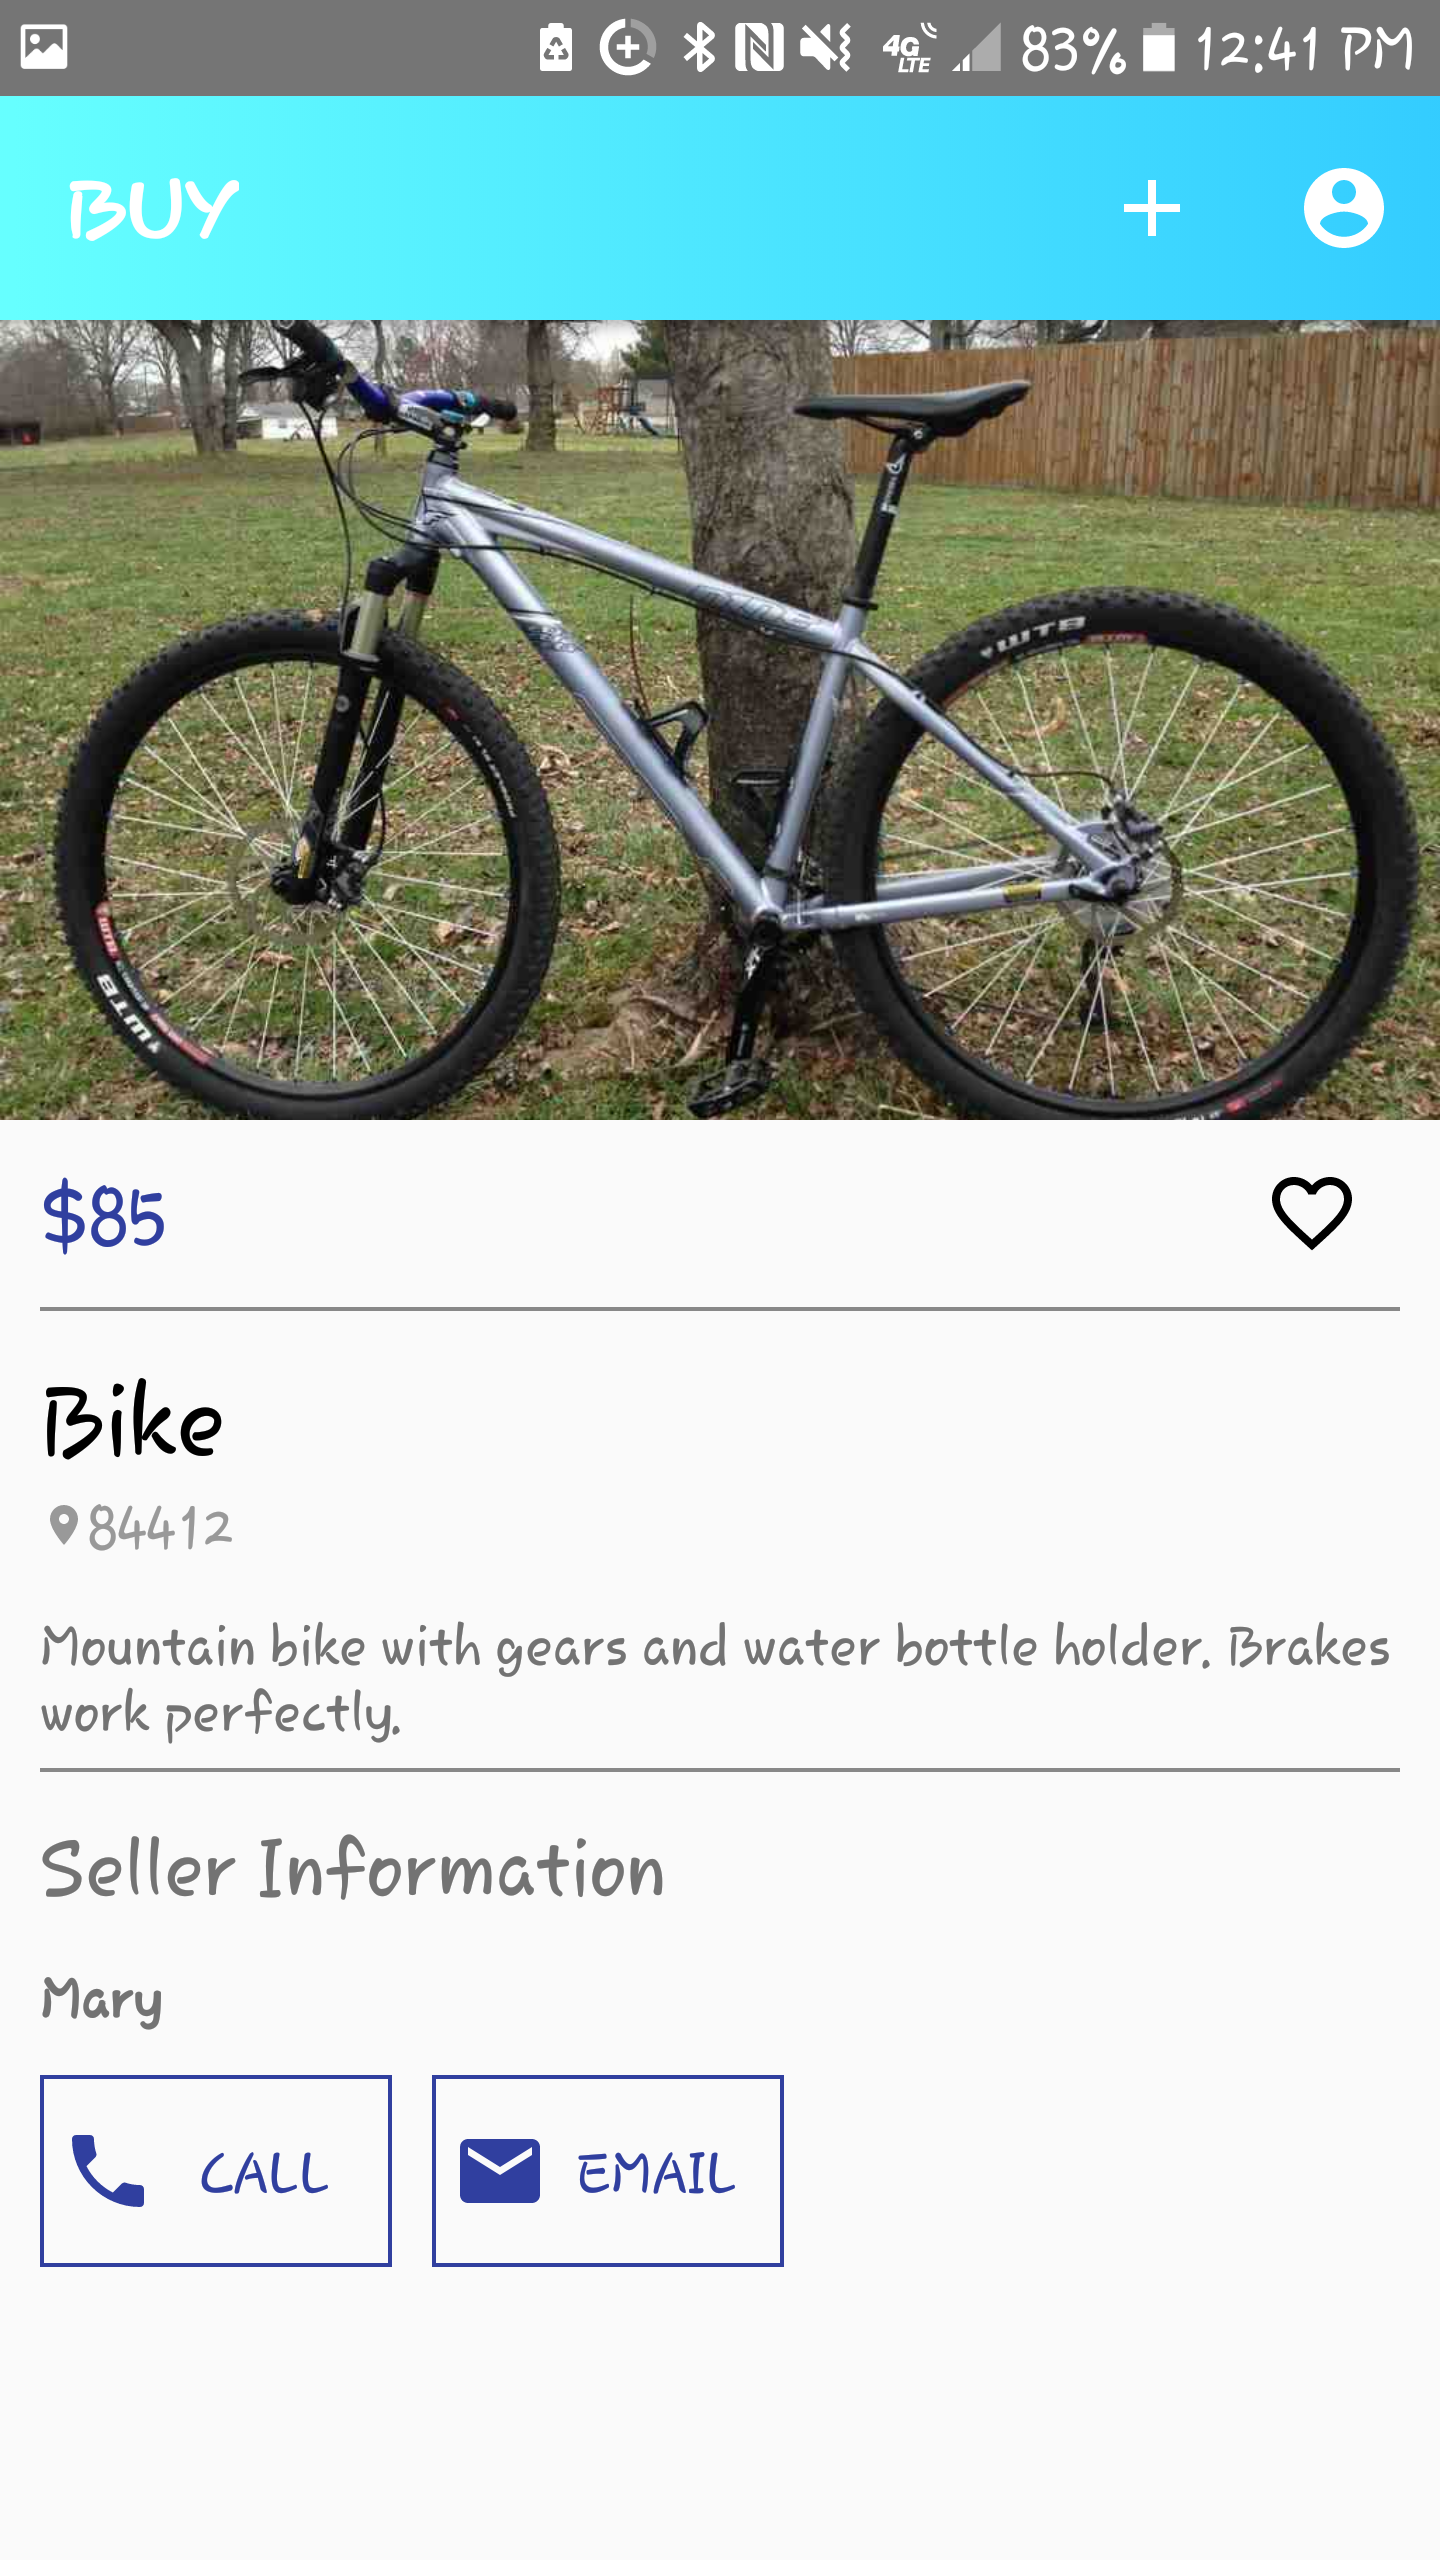 4G LTE 83% 12:41 PM
BUY
WTB
WTB
$85
Bike
84412
Mountain bike with gears and water bottle holder. Brakes
work perfectly.
Seller Information
Mary
CALL
EMAIL